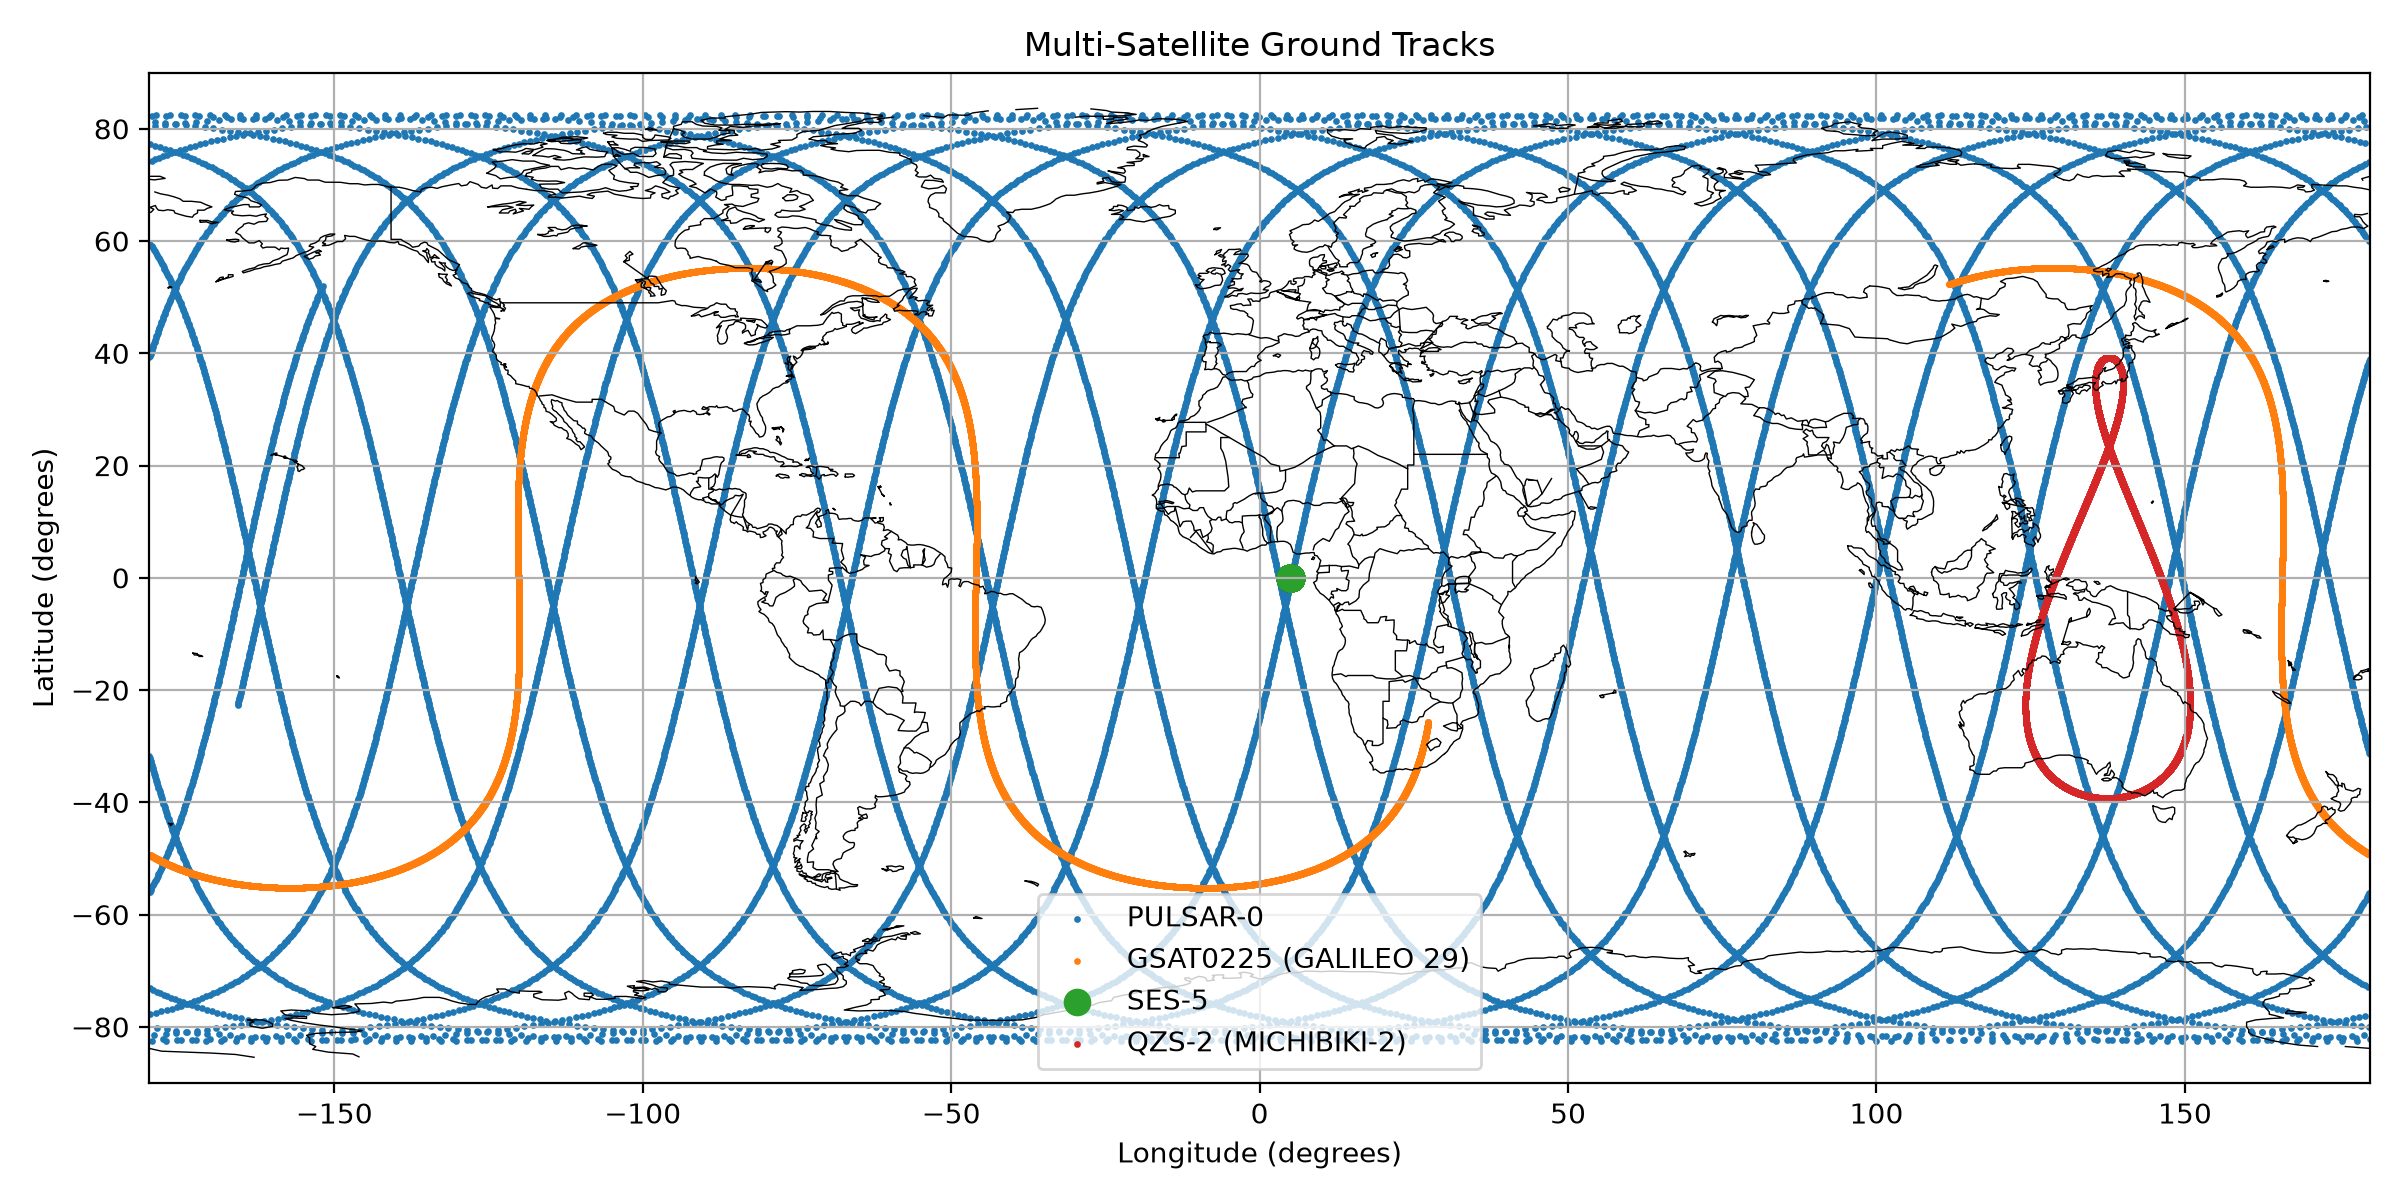 Multi-Satellite Ground Tracks
Latitude (degrees)
80
60
40
20
0
−20
−40
−60
−80
PULSAR-0
GSAT0225 (GALILEO 29)
SES-5
QZS-2 (MICHIBIKI-2)
−150 −100 −50 0 50 100 150
Longitude (degrees)